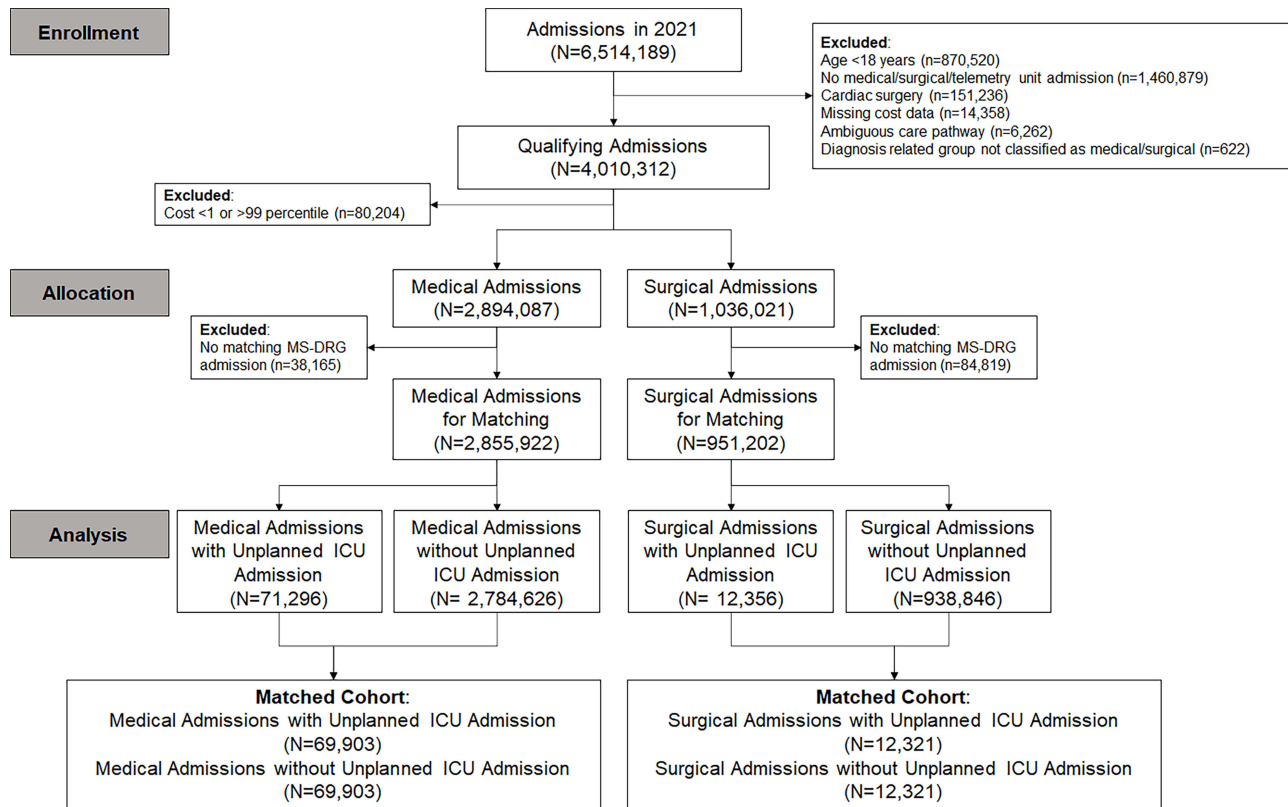 Enrollment
Admissions in 2021
(N=6,514,189)
Excluded:
Age <18 years (n=870,520)
No medical/surgical/telemetry unit admission (n=1,460,879)
Cardiac surgery (n=151,236)
Missing cost data (n=14,358)
Ambiguous care pathway (n=6,262)
Diagnosis related group not classified as medical/surgical (n=622)
Qualifying Admissions
(N=4,010,312)
Excluded:
Cost <1 or >99 percentile (n=80,204)
Allocation
Medical Admissions
(N=2,894,087)
Surgical Admissions
(N=1,036,021)
Excluded:
No matching MS-DRG
admission (n=38,165)
Excluded:
No matching MS-DRG
admission (n=84,819)
Medical Admissions
for Matching
(N=2,855,922)
Surgical Admissions
for Matching
(N=951,202)
Analysis
Medical Admissions
with Unplanned ICU
Admission
(N=71,296)
Medical Admissions
without Unplanned
ICU Admission
(N= 2,784,626)
Surgical Admissions
with Unplanned ICU
Admission
(N= 12,356)
Surgical Admissions
without Unplanned
ICU Admission
(N=938,846)
Matched Cohort:
Medical Admissions with Unplanned ICU Admission
(N=69,903)
Medical Admissions without Unplanned ICU Admission
(N=69,903)
Matched Cohort:
Surgical Admissions with Unplanned ICU Admission
(N=12,321)
Surgical Admissions without Unplanned ICU Admission
(N=12,321)